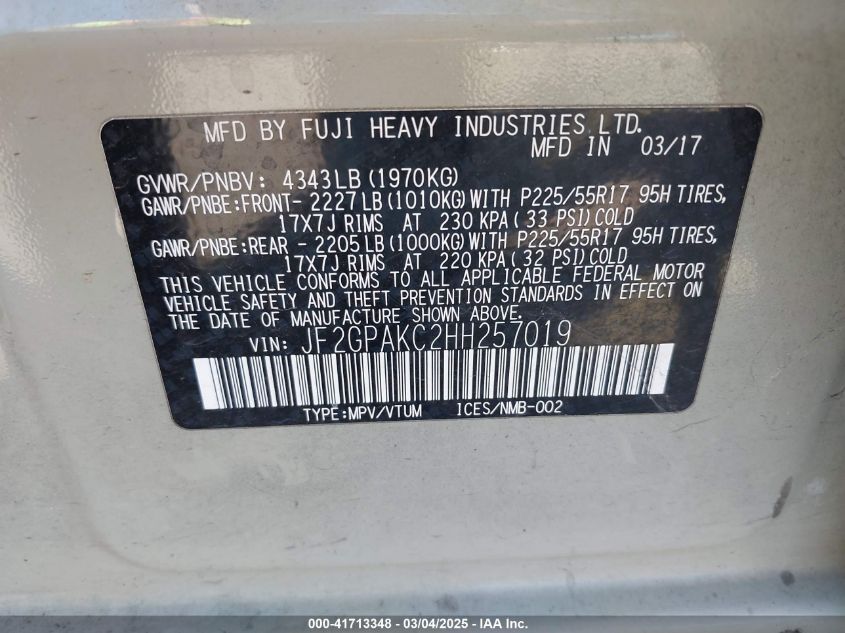 MFD BY FUJI HEAVY INDUSTRIES LTD.
MFD IN 03/17
GVWR/PNBV: 4343LB (1970KG)
GAWR/PNBE:FRONT- 2227LB (1010KG) WITH P225/55R17 95H TIRES,
17X7J RIMS AT 230 KPA ( 33 PSI) COLD
GAWR/PNBE:REAR - 2205LB (1000KG) WITH P225/55R17 95H TIRES,
17X7J RIMS AT 220 KPA ( 32 PSI) COLD
THIS VEHICLE CONFORMS TO ALL APPLICABLE FEDERAL MOTOR
VEHICLE SAFETY AND THEFT PREVENTION STANDARDS IN EFFECT ON
THE DATE OF MANUFACTURE SHOWN ABOVE.
VIN: JF2GPAKC2HH257019
TYPE:MPV/VTUM ICES/NMB-002
000-41713348 - 03/04/2025 - IAA Inc.